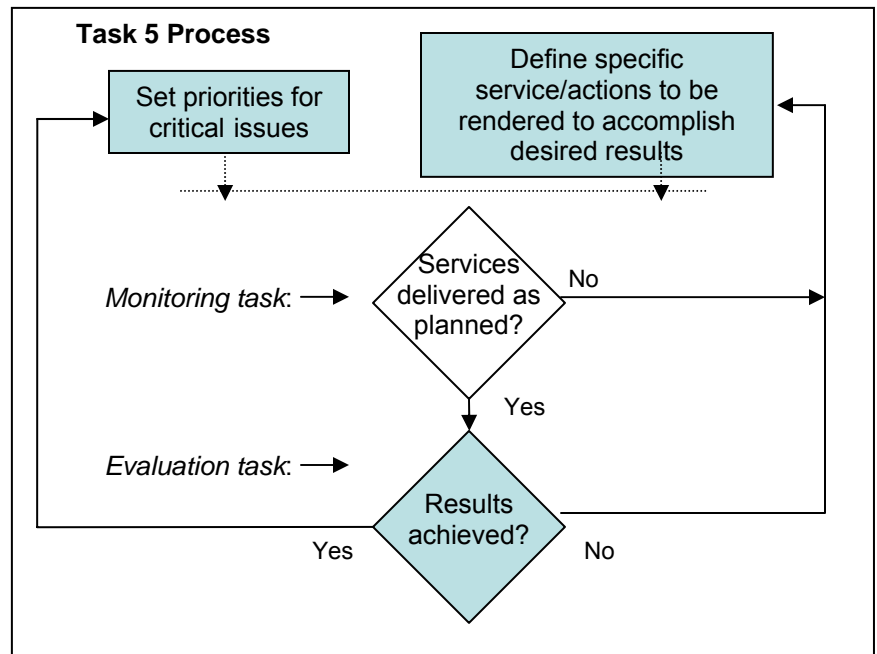 Task 5 Process
Set priorities for
critical issues
Define specific
service/actions to be
rendered to accomplish
desired results
Monitoring task:
Services
delivered as
planned?
No
Yes
Evaluation task:
Results
achieved?
Yes
No